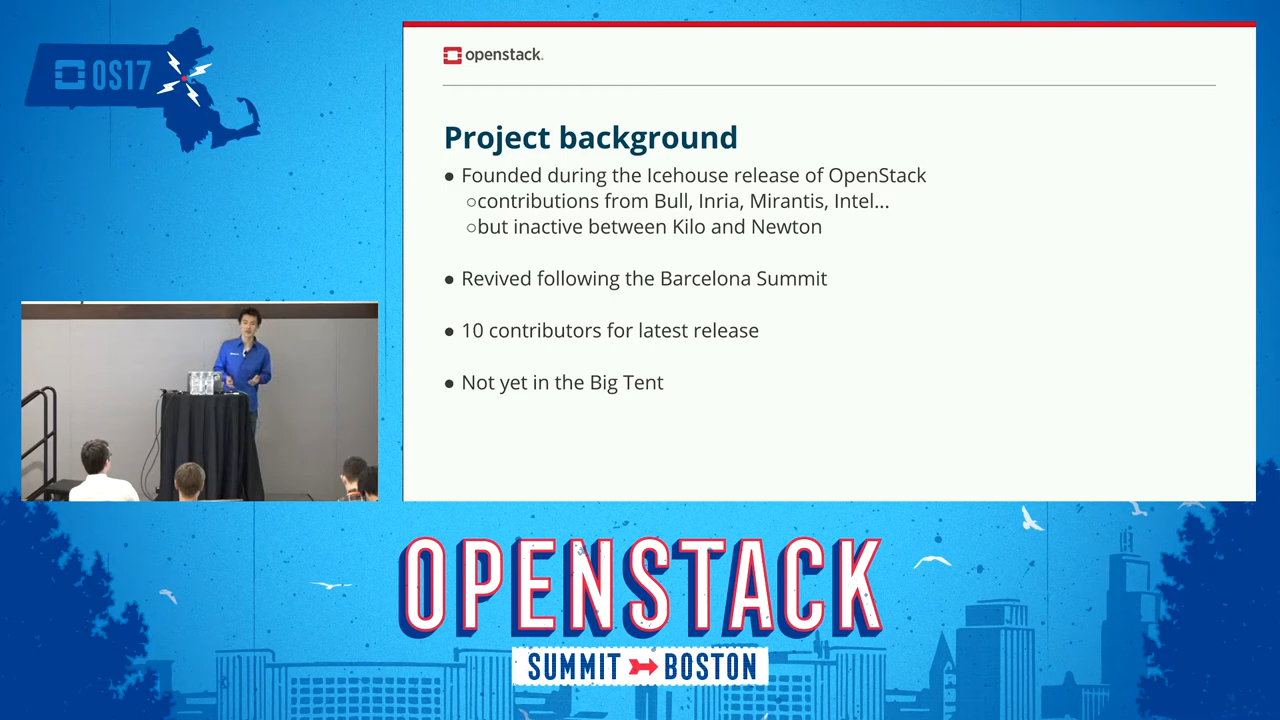 OS17
openstack.
Project background
● Founded during the Icehouse release of OpenStack
○contributions from Bull, Inria, Mirantis, Intel...
○but inactive between Kilo and Newton
● Revived following the Barcelona Summit
● 10 contributors for latest release
● Not yet in the Big Tent
OPENSTACK
SUMMIT BOSTON